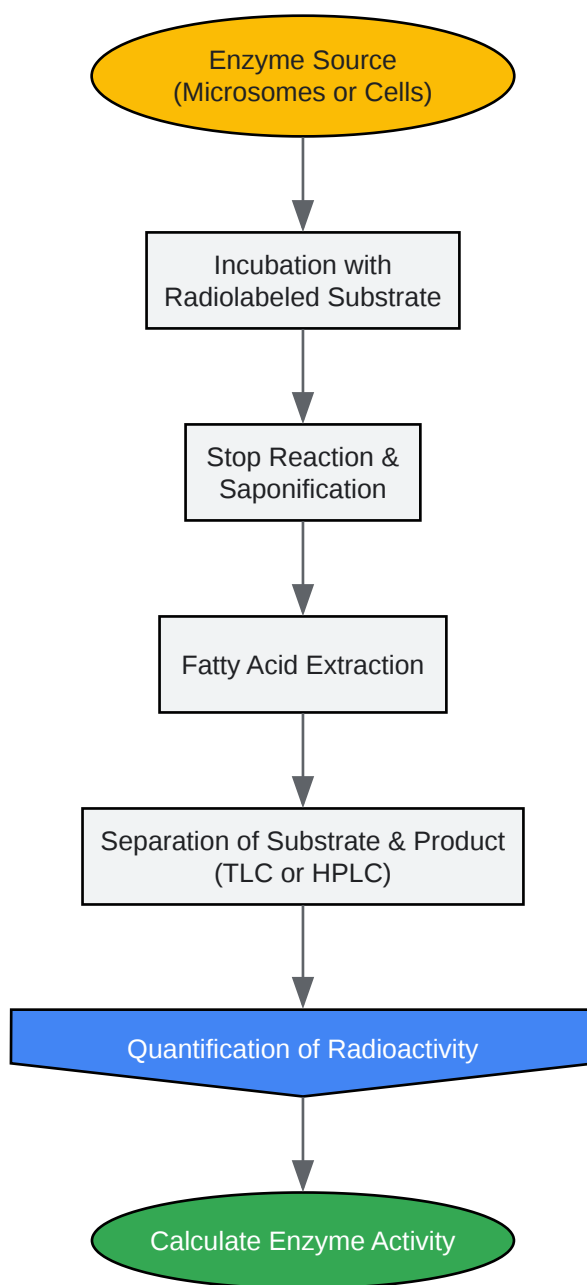 Enzyme Source
(Microsomes or Cells)
Incubation with
Radiolabeled Substrate
Stop Reaction &
Saponification
Fatty Acid Extraction
Separation of Substrate & Product
(TLC or HPLC)
Quantification of Radioactivity
Calculate Enzyme Activity